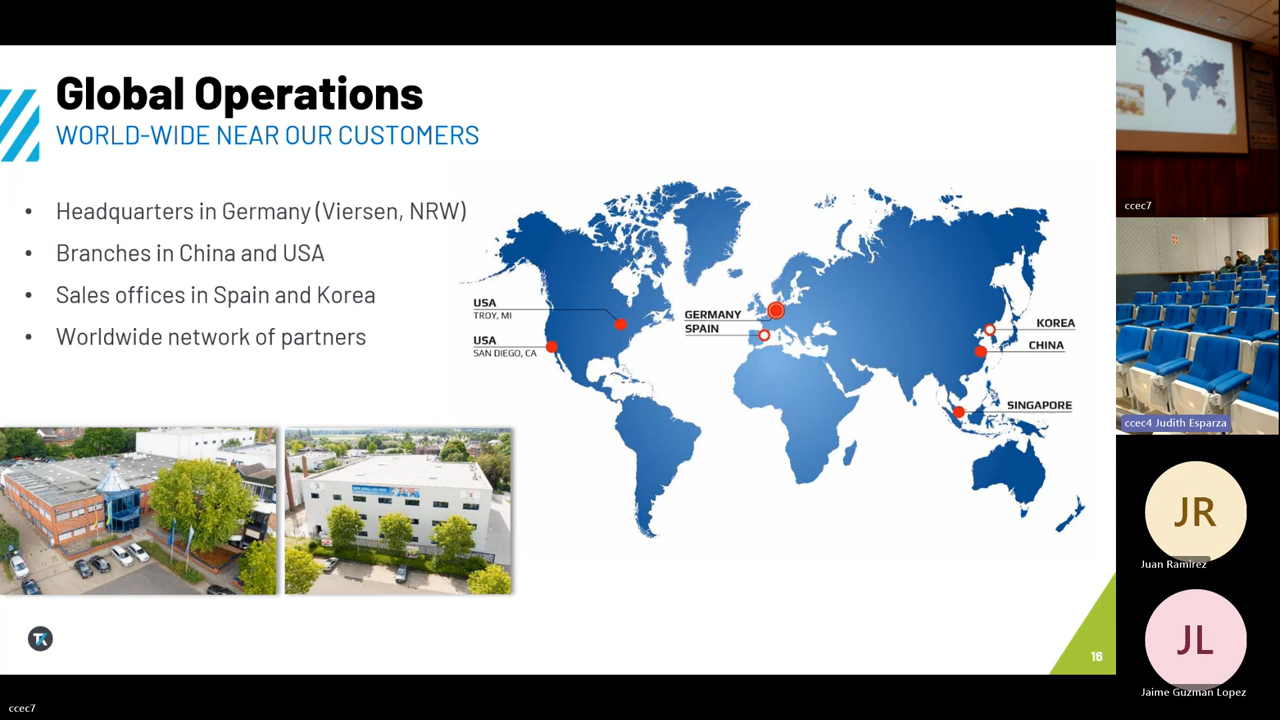 Global Operations
WORLD-WIDE NEAR OUR CUSTOMERS
• Headquarters in Germany (Viersen, NRW)
• Branches in China and USA
• Sales offices in Spain and Korea
• Worldwide network of partners
USA
TROY, MI
USA
SAN DIEGO, CA
GERMANY
SPAIN
KOREA
CHINA
SINGAPORE
TK
16
ccec7
ccec7
ccec4 Judith Esparza
JR
Juan Ramirez
JL
Jaime Guzman Lopez